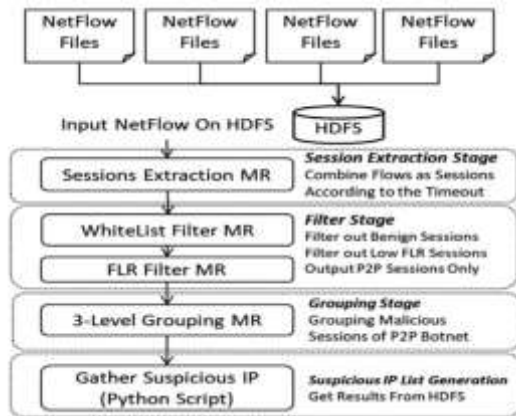 NetFlow Files
NetFlow Files
NetFlow Files
NetFlow Files
Input NetFlow On HDFS
HDFS
Sessions Extraction MR
Session Extraction Stage
Combine Flows as Sessions
According to the Timeout
WhiteList Filter MR
FLR Filter MR
Filter Stage
Filter out Benign Sessions
Filter out Low FLR Sessions
Output P2P Sessions Only
3-Level Grouping MR
Grouping Stage
Grouping Malicious
Sessions of P2P Botnet
Gather Suspicious IP
(Python Script)
Suspicious IP List Generation
Get Results From HDFS